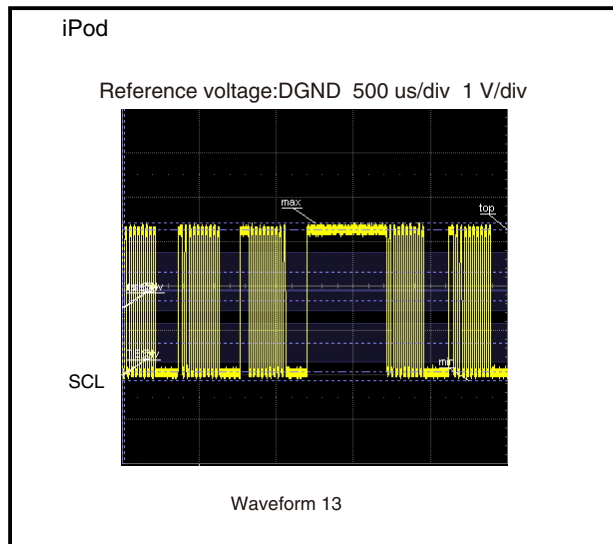 iPod
Reference voltage:DGND 500 us/div 1 V/div
max
top
min
SCL
Waveform 13